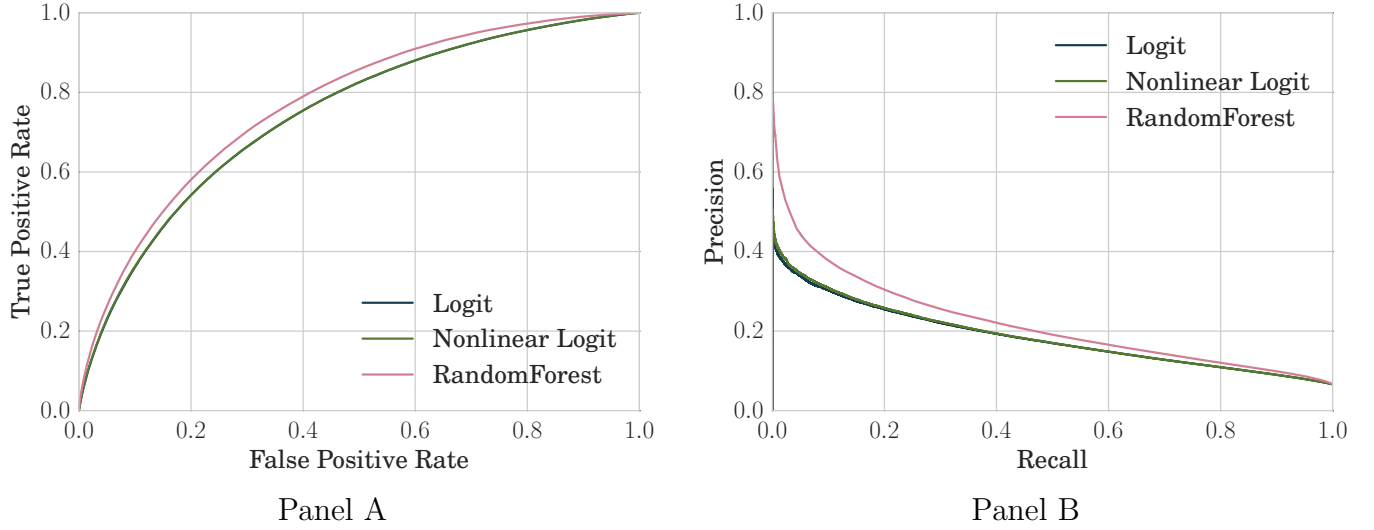 1.0
0.8
0.6
0.4
0.2
0.0
True Positive Rate
Logit
Nonlinear Logit
RandomForest
0.0 0.2 0.4 0.6 0.8 1.0
False Positive Rate
Panel A
1.0
0.8
0.6
0.4
0.2
0.0
Precision
Logit
Nonlinear Logit
RandomForest
0.0 0.2 0.4 0.6 0.8 1.0
Recall
Panel B